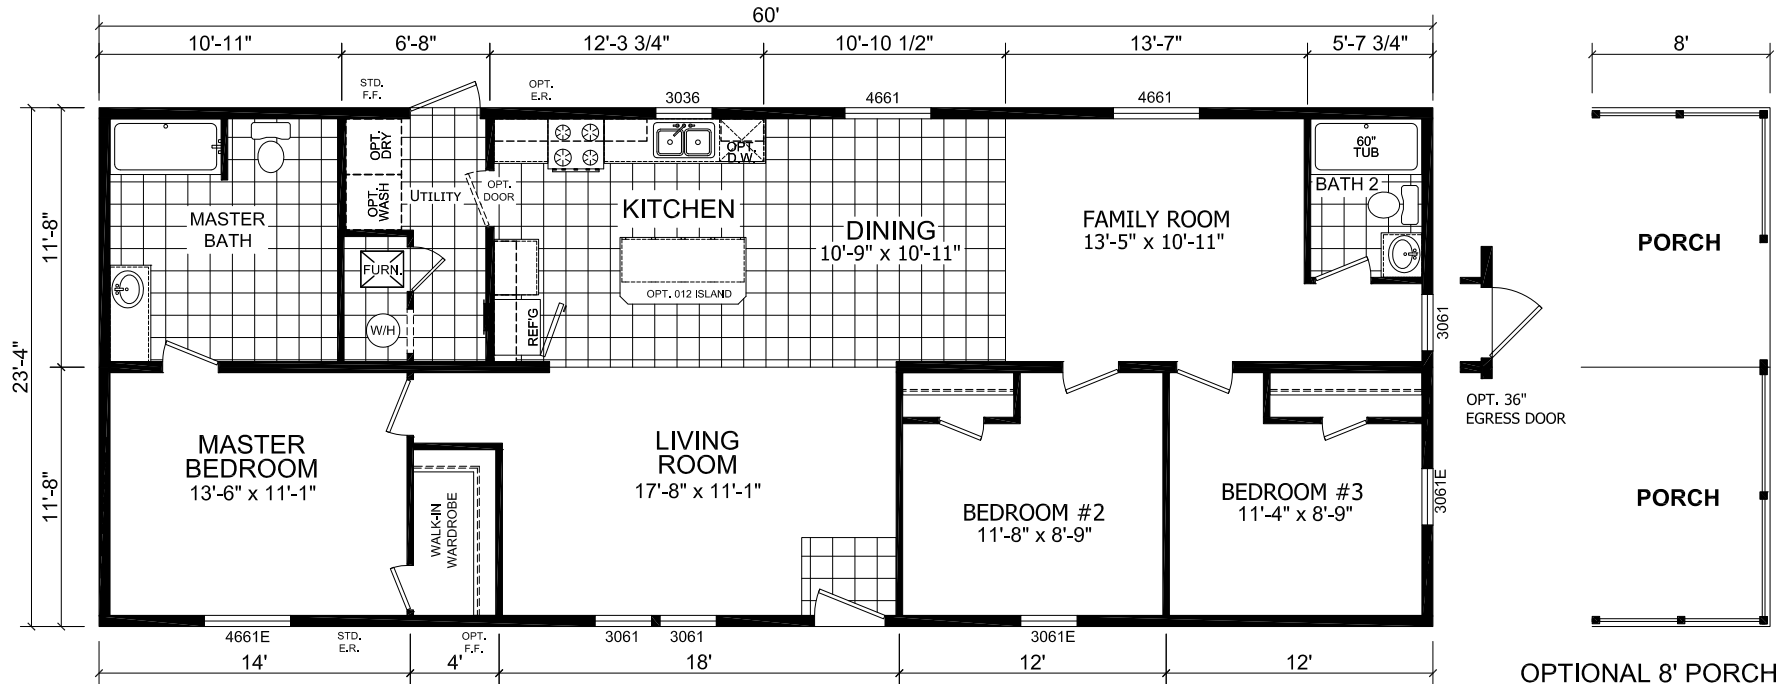 60'
10'-11"
6'-8"
12'-3 3/4"
10'-10 1/2"
13'-7"
5'-7 3/4"
8'
STD.
F.F.
OPT.
E.R.
3036
4661
4661
OPT.
DRY
OPT.
WASH
UTILITY
OPT.
DOOR
OPT.
D.W.
60"
TUB
BATH 2
MASTER
BATH
KITCHEN
DINING
10'-9" x 10'-11"
FAMILY ROOM
13'-5" x 10'-11"
PORCH
11'-8"
FURN.
OPT. 012 ISLAND
W/H
REF'G
3061
23'-4"
OPT. 36"
EGRESS DOOR
MASTER
BEDROOM
13'-6" x 11'-1"
LIVING
ROOM
17'-8" x 11'-1"
WALK-IN
WARDROBE
BEDROOM #2
11'-8" x 8'-9"
BEDROOM #3
11'-4" x 8'-9"
3061E
PORCH
11'-8"
4661E
STD.
E.R.
OPT.
F.F.
3061
3061
3061E
14'
4'
18'
12'
12'
OPTIONAL 8' PORCH